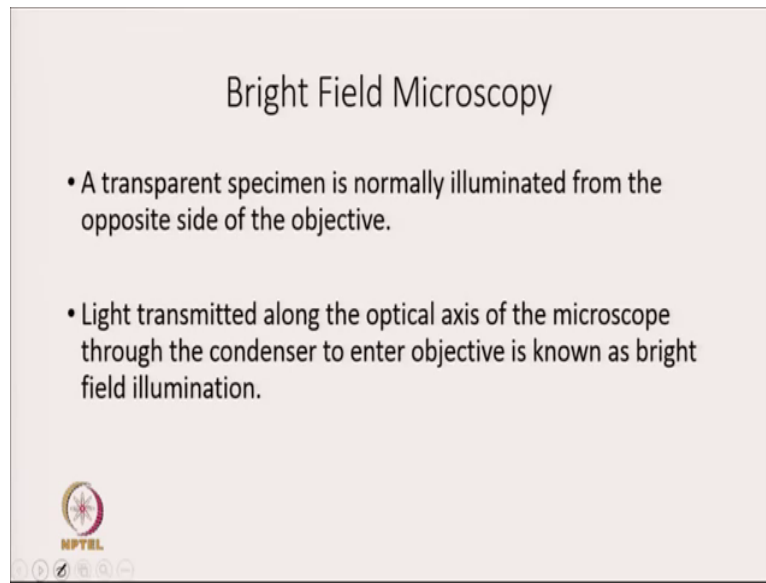 Bright Field Microscopy
• A transparent specimen is normally illuminated from the
opposite side of the objective.
• Light transmitted along the optical axis of the microscope
through the condenser to enter objective is known as bright
field illumination.
NPTEL